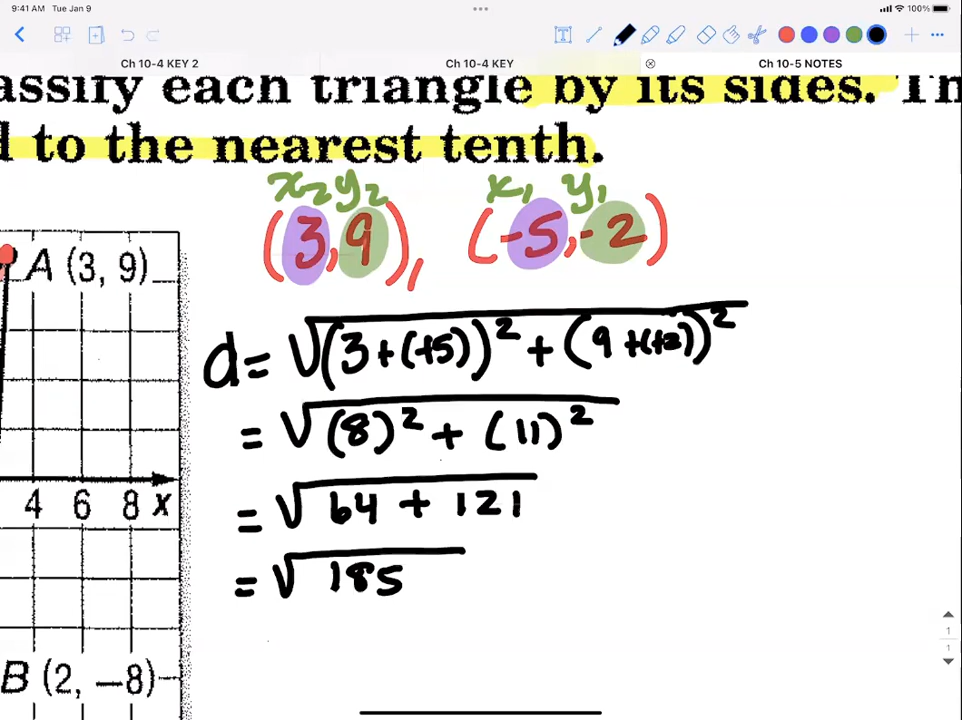 9:41 AM Tue Jan 9
100%
Ch 10-4 KEY 2
Ch 10-4 KEY
Ch 10-5 NOTES
assify each triangle by its sides. Th
d to the nearest tenth.
x₂ y₂ x₁ y₁
(3, 9), (-5, -2)
A (3, 9)
d = √(3+(+5))² + (9+(+2))²
= √(8)² + (11)²
= √64 + 121
= √185
4 6 8 x
B (2, −8)
1
1